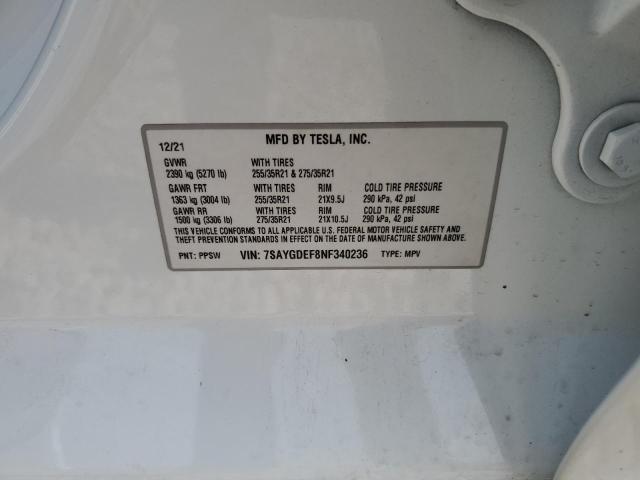 12/21 MFD BY TESLA, INC.
GVWR WITH TIRES
2390 kg (5270 lb) 255/35R21 & 275/35R21
GAWR FRT WITH TIRES RIM COLD TIRE PRESSURE
1363 kg (3004 lb) 255/35R21 21X9.5J 290 kPa, 42 psi
GAWR RR WITH TIRES RIM COLD TIRE PRESSURE
1500 kg (3306 lb) 275/35R21 21X10.5J 290 kPa, 42 psi
THIS VEHICLE CONFORMS TO ALL APPLICABLE U.S. FEDERAL MOTOR VEHICLE SAFETY AND
THEFT PREVENTION STANDARDS IN EFFECT ON THE DATE OF MANUFACTURE SHOWN ABOVE.
PNT: PPSW VIN: 7SAYGDEF8NF340236 TYPE: MPV